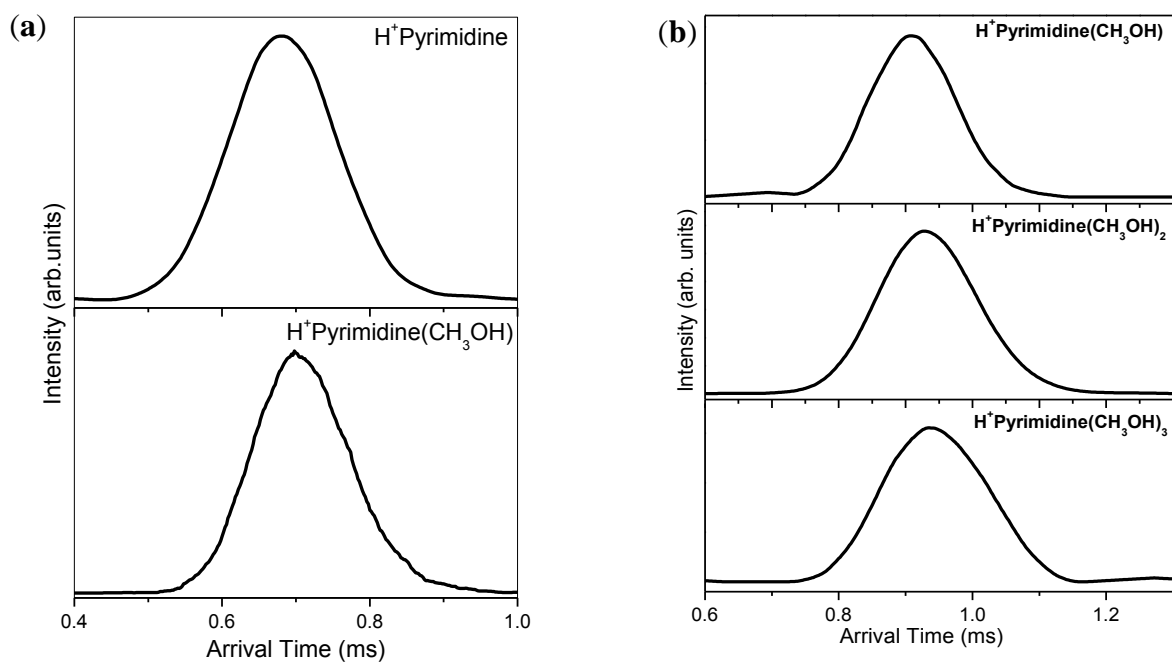 (a)
H⁺Pyrimidine
H⁺Pyrimidine(CH₃OH)
Intensity (arb.units)
0.4 0.6 0.8 1.0
Arrival Time (ms)
(b)
H⁺Pyrimidine(CH₃OH)
H⁺Pyrimidine(CH₃OH)₂
H⁺Pyrimidine(CH₃OH)₃
Intensity (arb. units)
0.6 0.8 1.0 1.2
Arrival Time (ms)